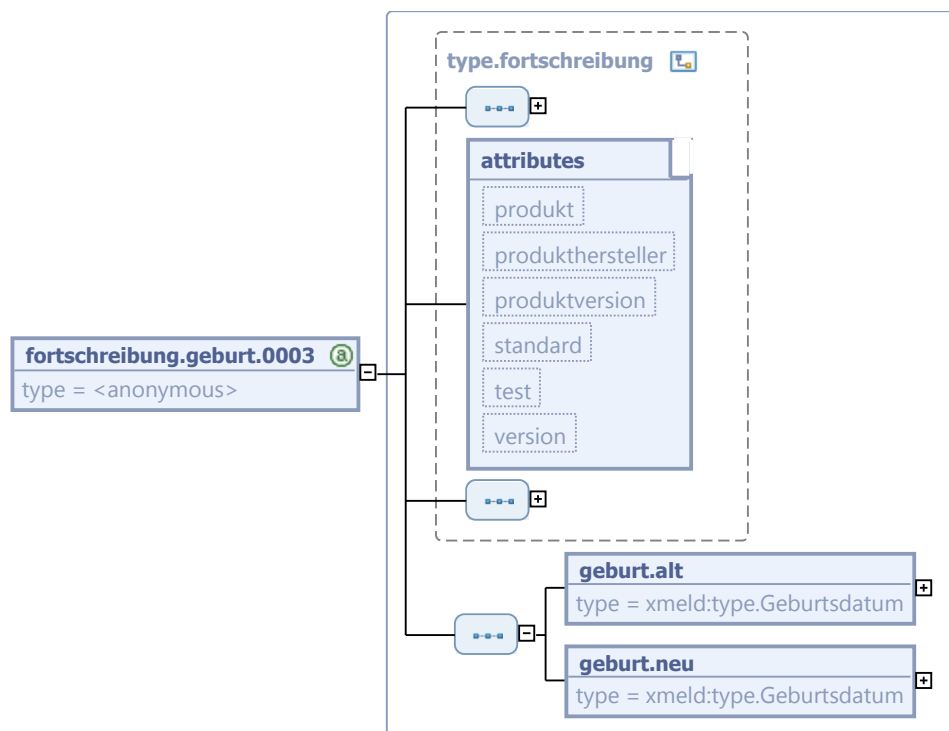 type.fortschreibung
attributes
produkt
produkthersteller
produktversion
standard
test
version
fortschreibung.geburt.0003 @
type = <anonymous>
geburt.alt
type = xmeld:type.Geburtsdatum
geburt.neu
type = xmeld:type.Geburtsdatum